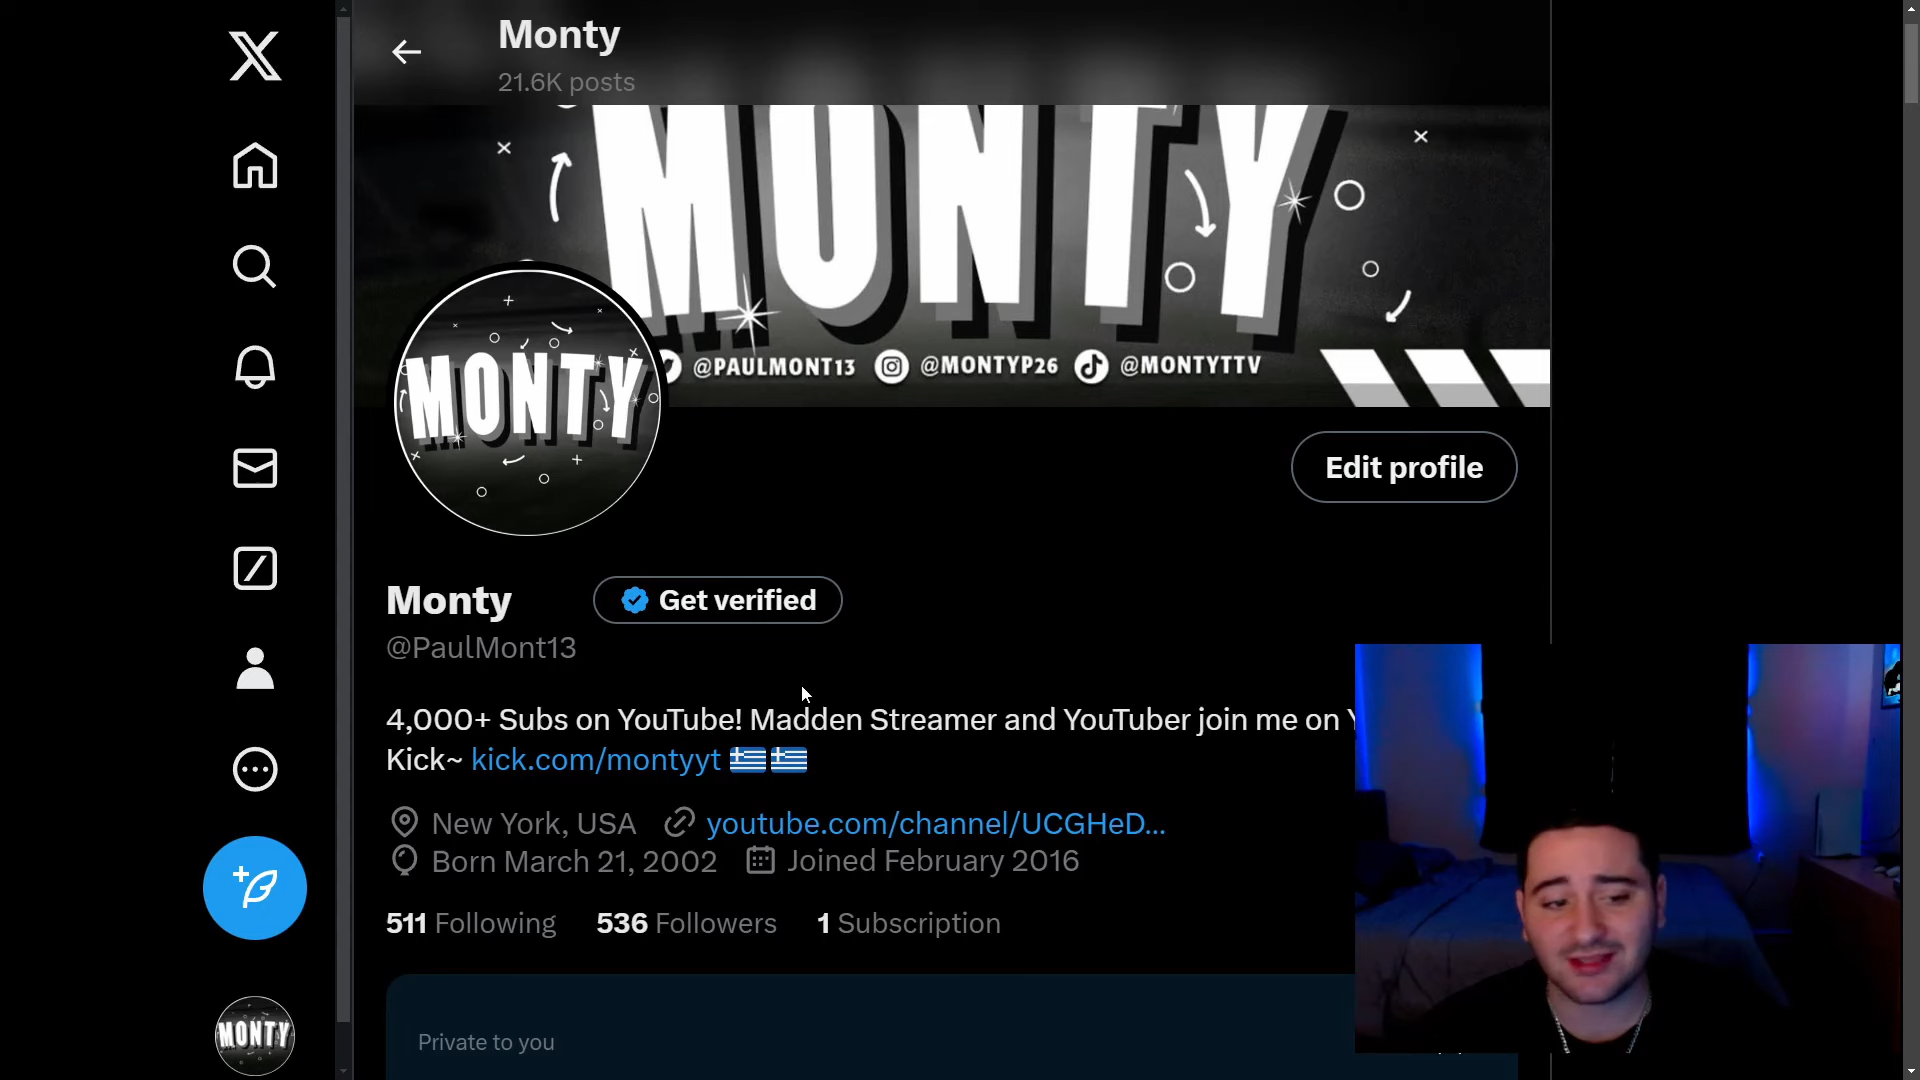 Monty
21.6K posts
MONTY
@PAULMONT13 @MONTYP26 @MONTYTTV
MONTY
Edit profile
Monty Get verified
@PaulMont13
4,000+ Subs on YouTube! Madden Streamer and YouTuber join me on
Kick~ kick.com/montyyt
New York, USA youtube.com/channel/UCGHeD...
Born March 21, 2002 Joined February 2016
511 Following 536 Followers 1 Subscription
Private to you
MONTY